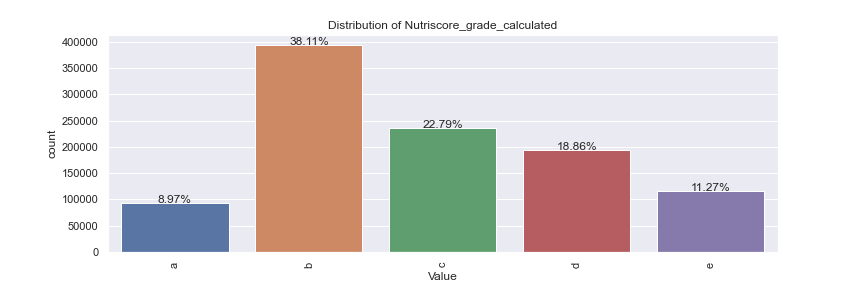 Distribution of Nutriscore_grade_calculated
400000
350000
300000
250000
200000
150000
100000
50000
0
count
8.97%
38.11%
22.79%
18.86%
11.27%
a
b
c
d
e
Value